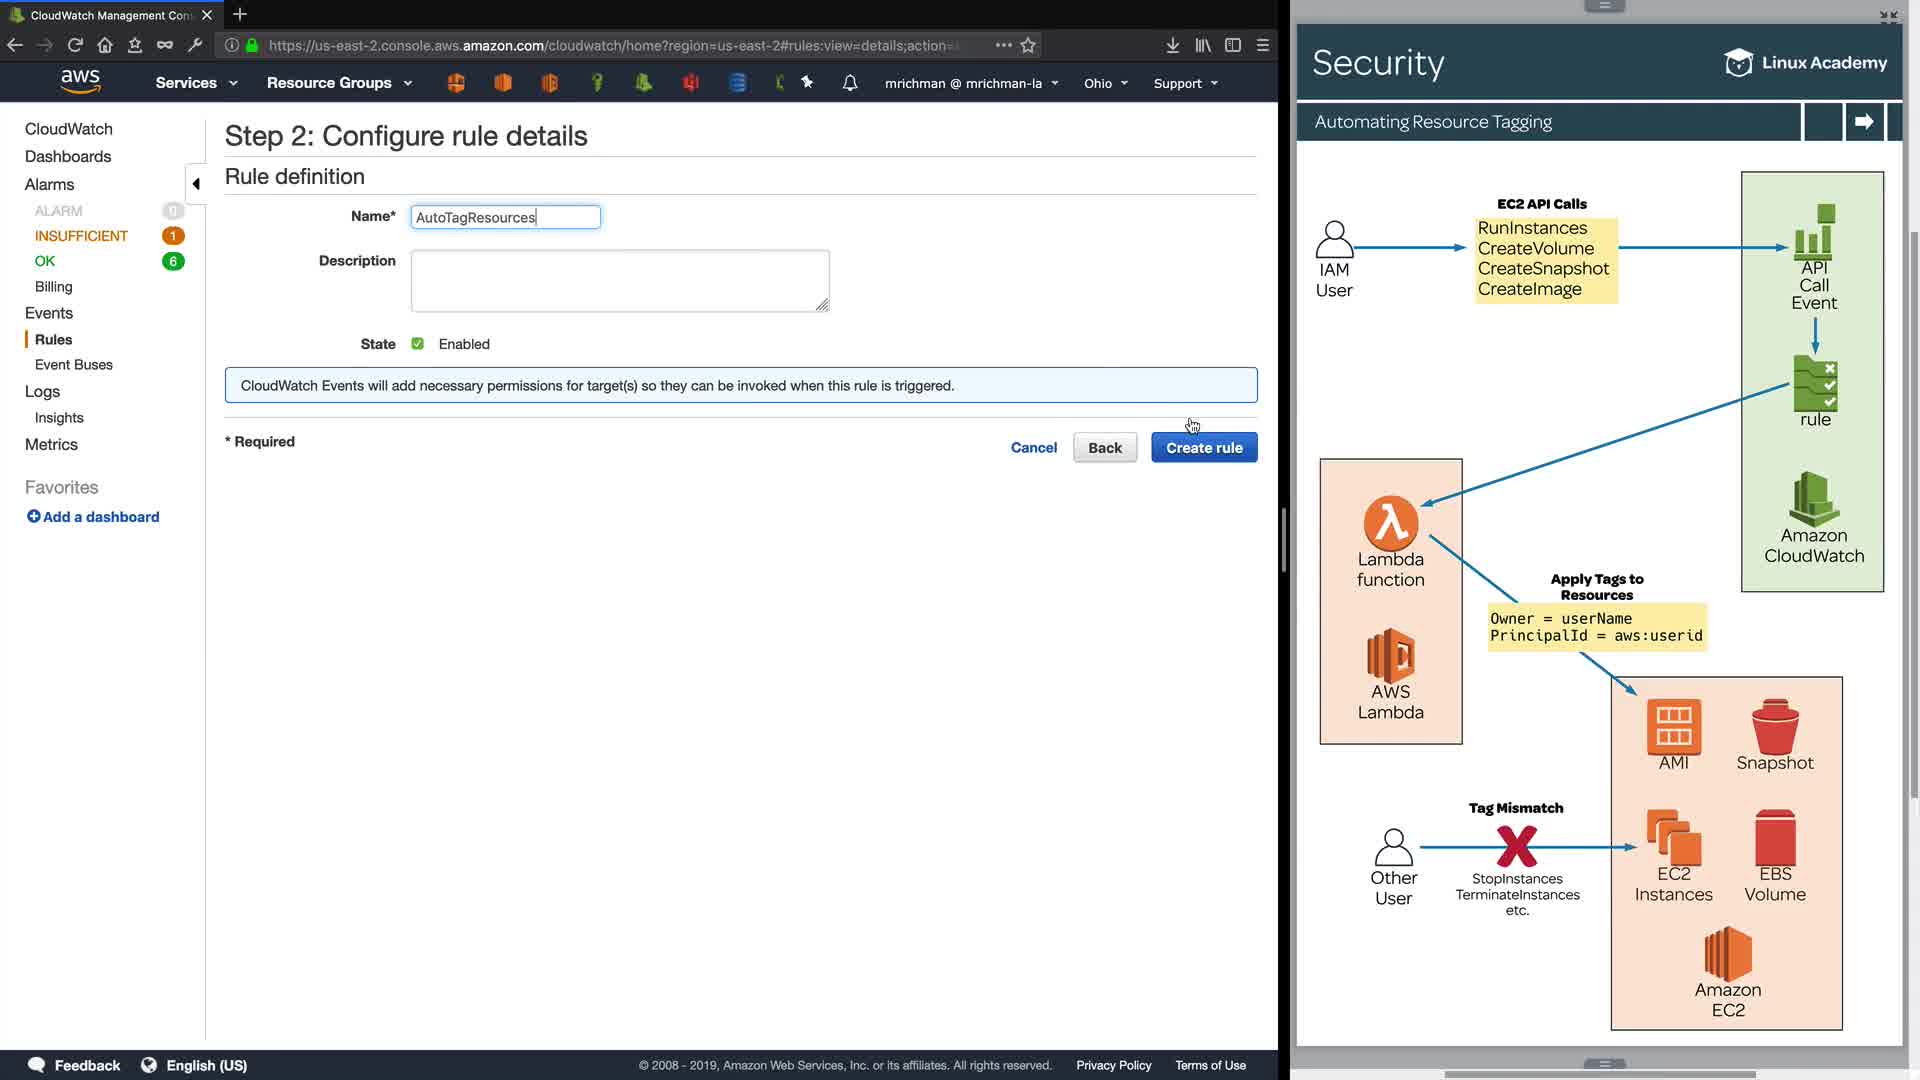 CloudWatch Management Con
https://us-east-2.console.aws.amazon.com/cloudwatch/home?region=us-east-2#rules:view=details;action=
aws
Services
Resource Groups
mrichman @ mrichman-la
Ohio
Support
CloudWatch
Dashboards
Alarms
ALARM 0
INSUFFICIENT 1
OK 6
Billing
Events
Rules
Event Buses
Logs
Insights
Metrics
Favorites
Add a dashboard
Step 2: Configure rule details
Rule definition
Name* AutoTagResources
Description
State Enabled
CloudWatch Events will add necessary permissions for target(s) so they can be invoked when this rule is triggered.
* Required
Cancel
Back
Create rule
Feedback
English (US)
© 2008 - 2019, Amazon Web Services, Inc. or its affiliates. All rights reserved.
Privacy Policy
Terms of Use
Security
Linux Academy
Automating Resource Tagging
IAM
User
EC2 API Calls
RunInstances
CreateVolume
CreateSnapshot
CreateImage
API
Call
Event
rule
Amazon
CloudWatch
Lambda
function
AWS
Lambda
Apply Tags to
Resources
Owner = userName
PrincipalId = aws:userid
AMI
Snapshot
Tag Mismatch
Other
User
StopInstances
TerminateInstances
etc.
EC2
Instances
EBS
Volume
Amazon
EC2